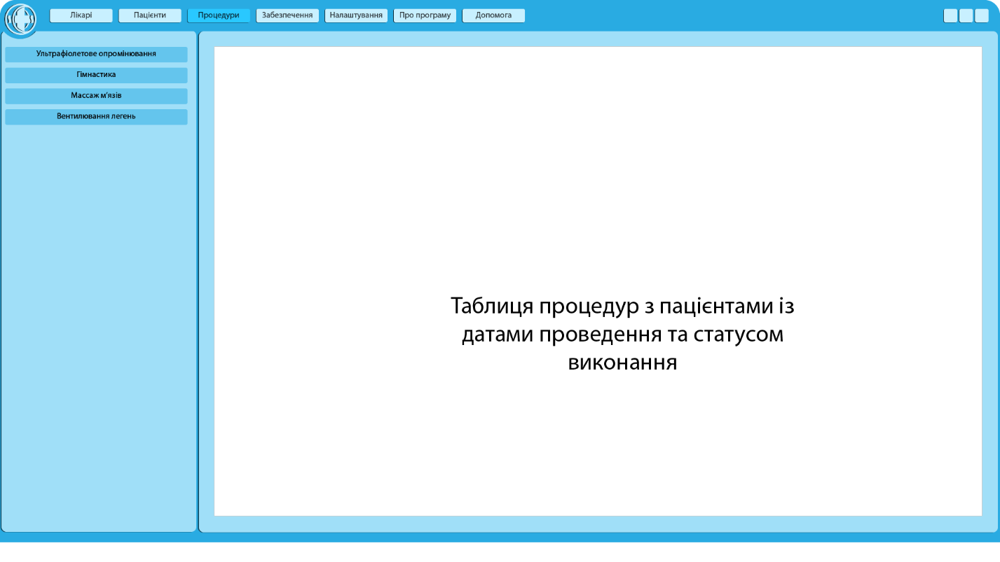 Лікарі
Пацієнти
Процедури
Забезпечення
Налаштування
Про програму
Допомога
Ультрафіолетове опромінювання
Гімнастика
Массаж м'язів
Вентилювання легень
Таблиця процедур з пацієнтами із
датами проведення та статусом
виконання